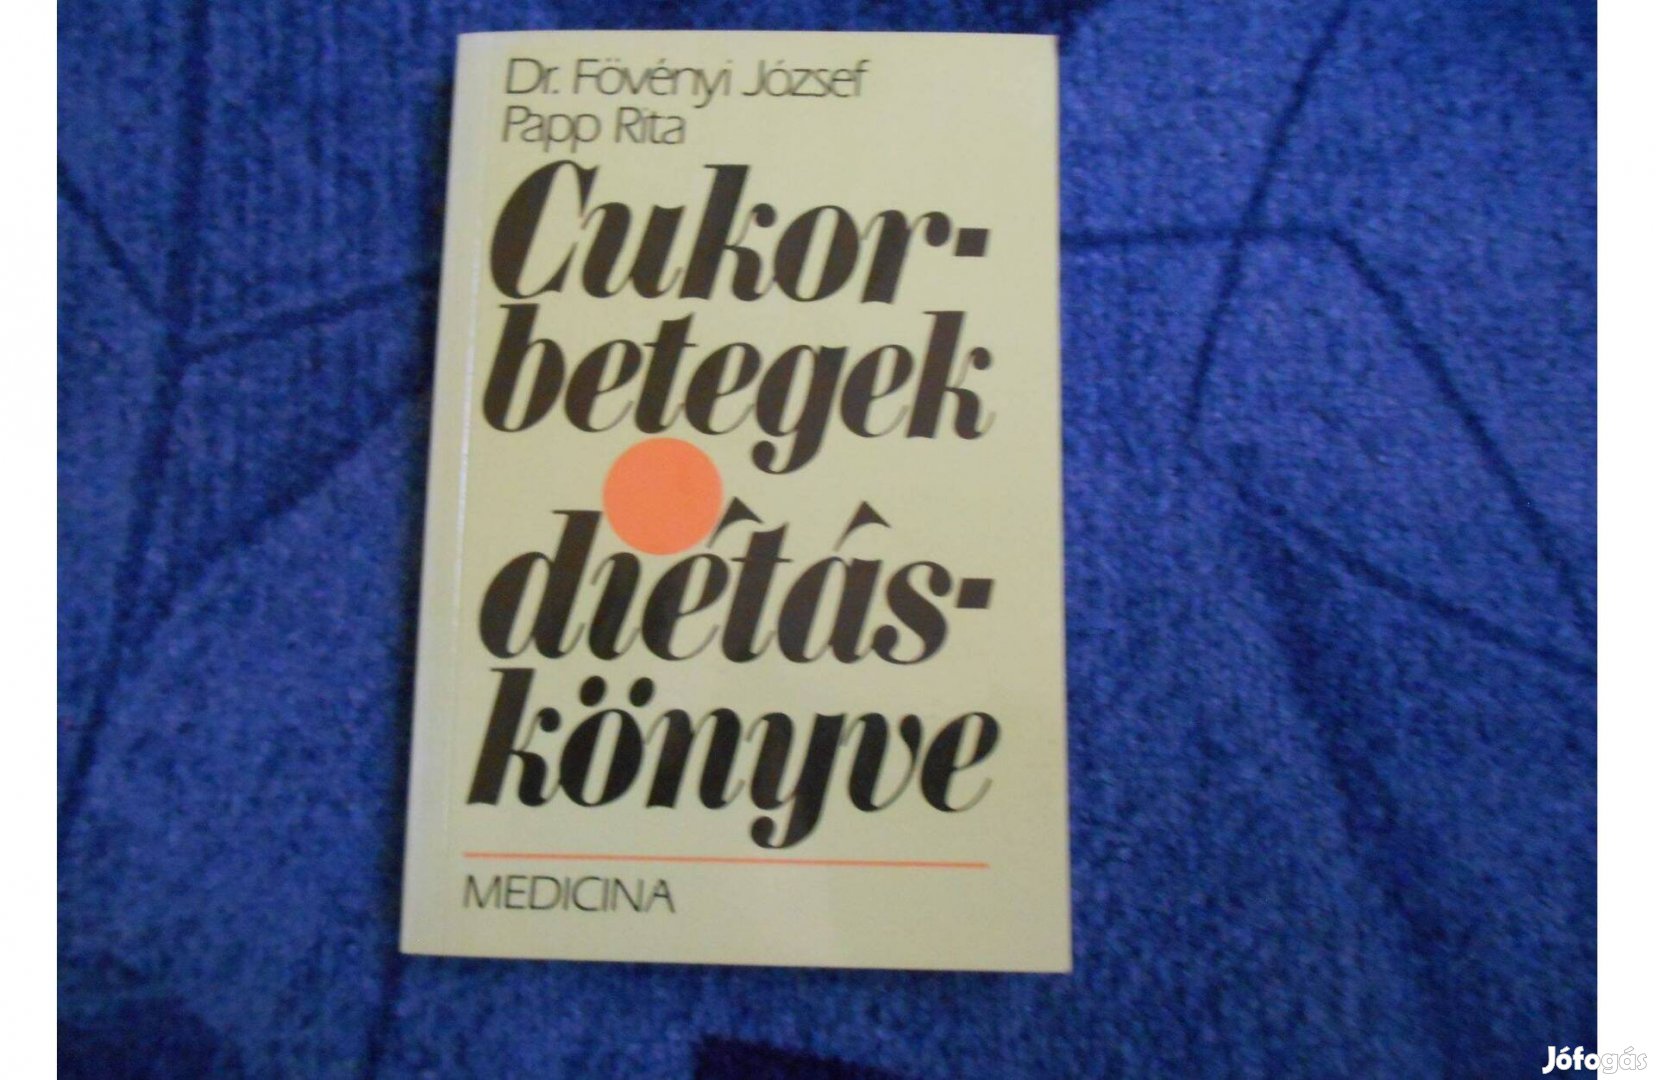 Dr. Fövényi József
Papp Rita
Cukor-
betegek
diétás-
könyve
MEDICINA
Jófogás